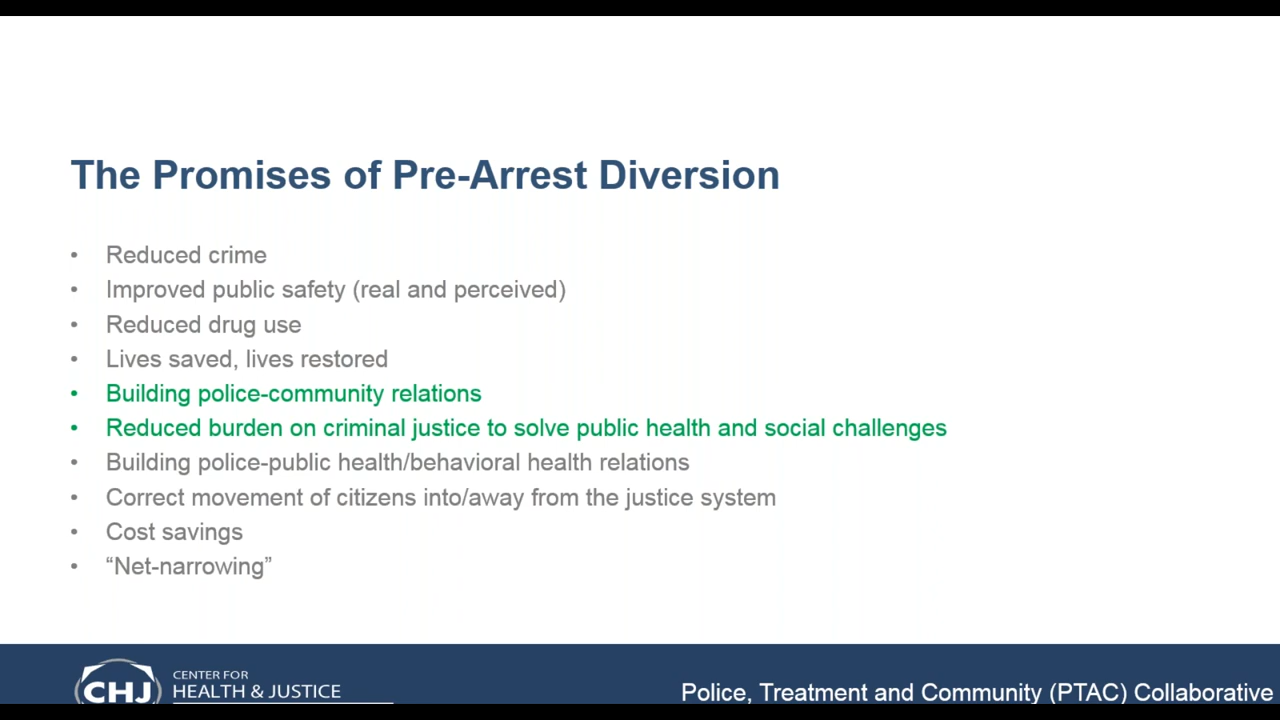 The Promises of Pre-Arrest Diversion
• Reduced crime
• Improved public safety (real and perceived)
• Reduced drug use
• Lives saved, lives restored
• Building police-community relations
• Reduced burden on criminal justice to solve public health and social challenges
• Building police-public health/behavioral health relations
• Correct movement of citizens into/away from the justice system
• Cost savings
• “Net-narrowing”
CHJ
CENTER FOR
HEALTH & JUSTICE
Police, Treatment and Community (PTAC) Collaborative